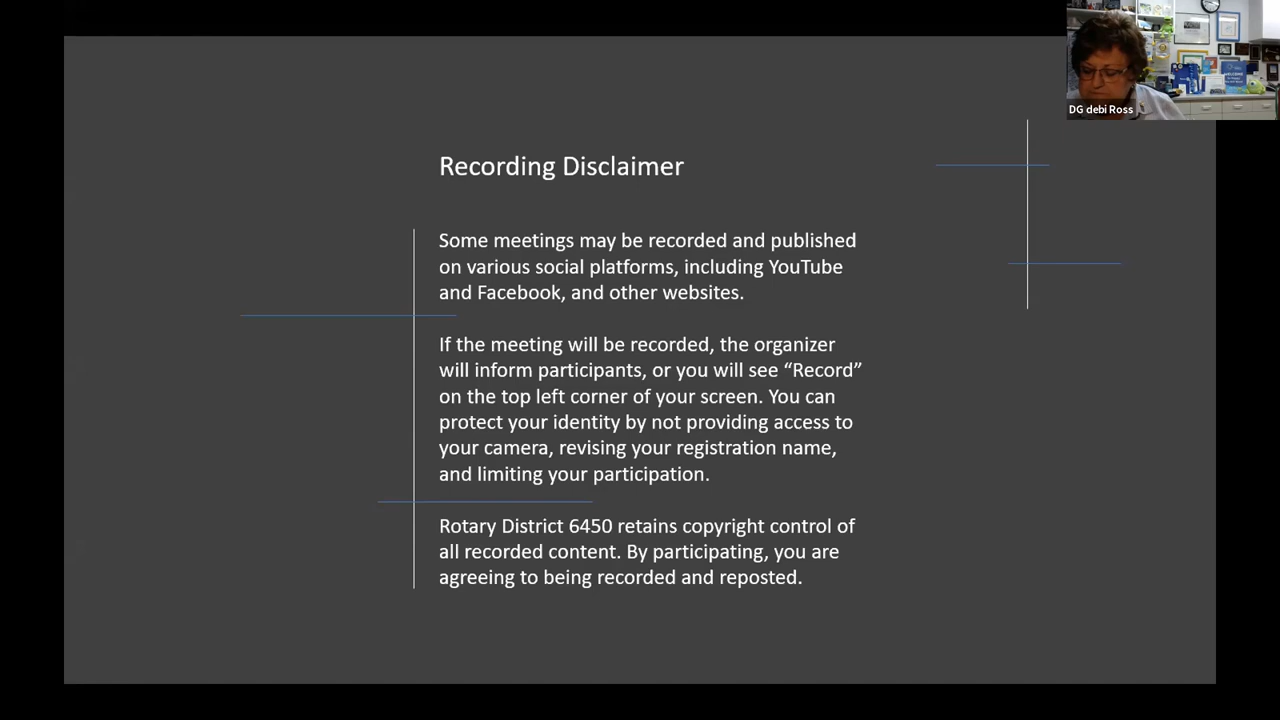 DG debi Ross
Recording Disclaimer
Some meetings may be recorded and published
on various social platforms, including YouTube
and Facebook, and other websites.
If the meeting will be recorded, the organizer
will inform participants, or you will see “Record”
on the top left corner of your screen. You can
protect your identity by not providing access to
your camera, revising your registration name,
and limiting your participation.
Rotary District 6450 retains copyright control of
all recorded content. By participating, you are
agreeing to being recorded and reposted.